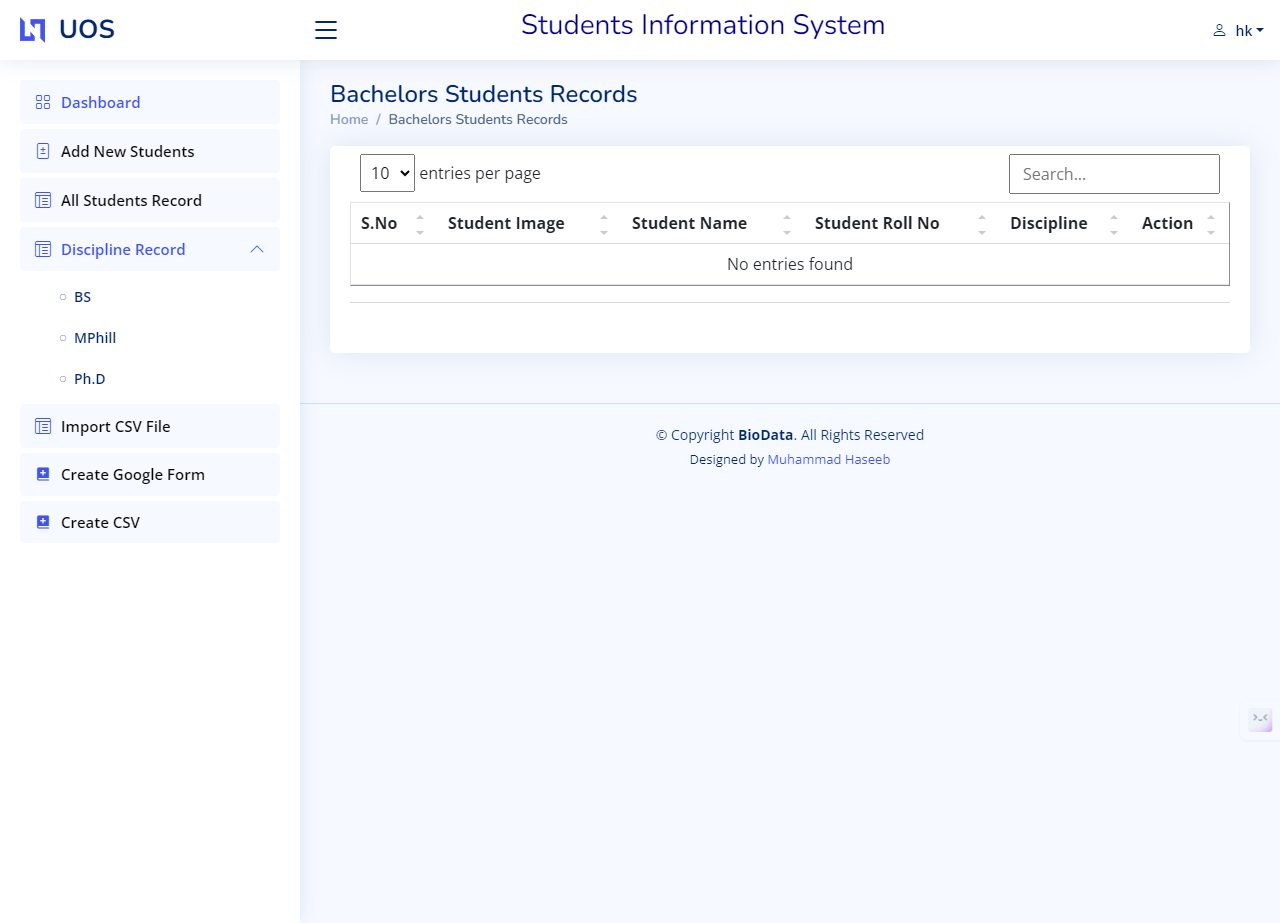 UOS
Students Information System
hk
Dashboard
Add New Students
All Students Record
Discipline Record
BS
MPhill
Ph.D
Import CSV File
Create Google Form
Create CSV
Bachelors Students Records
Home / Bachelors Students Records
10 entries per page
Search...
S.No Student Image Student Name Student Roll No Discipline Action
No entries found
© Copyright BioData. All Rights Reserved
Designed by Muhammad Haseeb